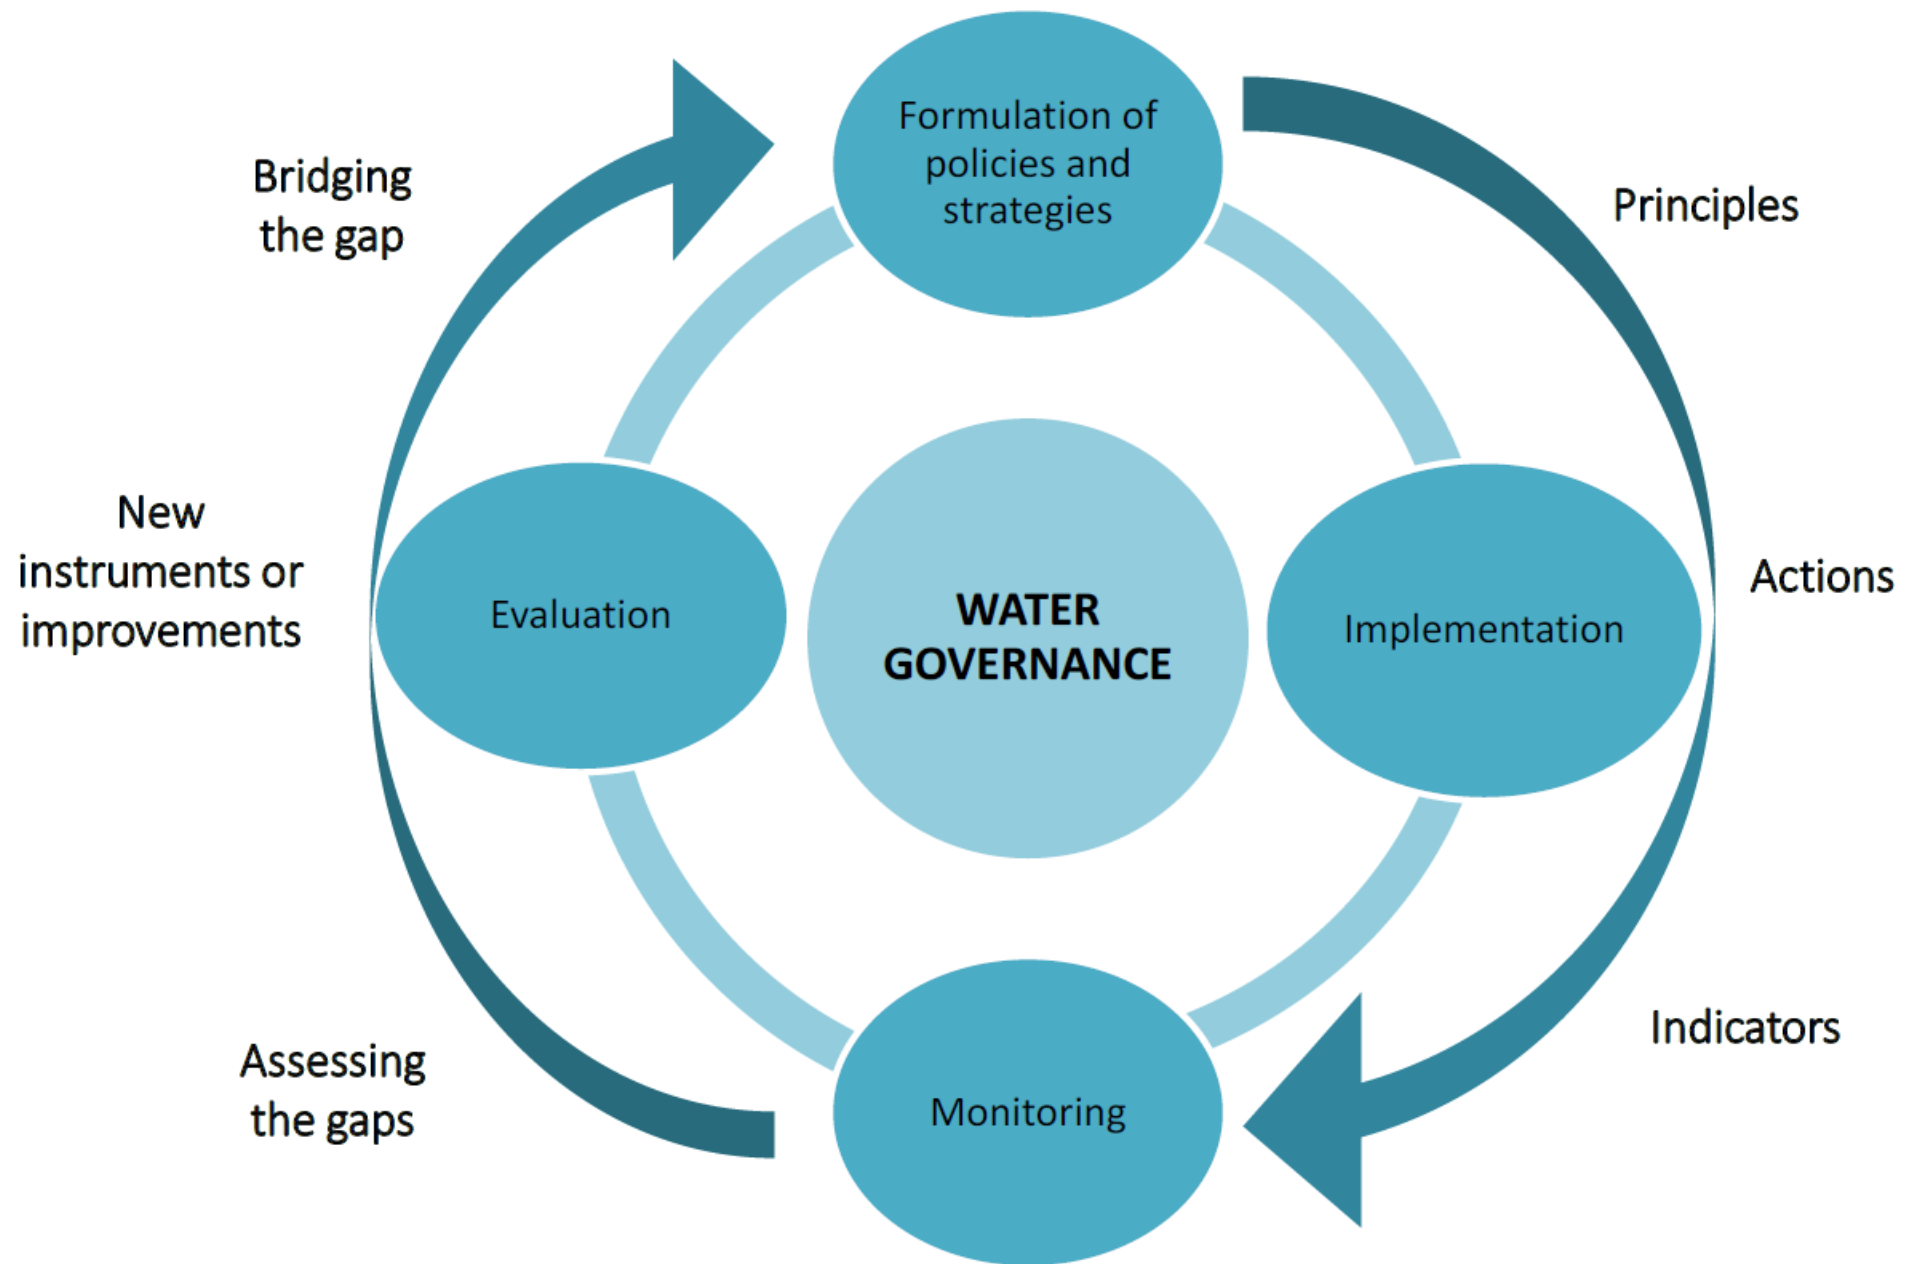 Formulation of
policies and
strategies
Bridging
the gap
Principles
New
instruments or
improvements
Evaluation
WATER
GOVERNANCE
Implementation
Actions
Assessing
the gaps
Monitoring
Indicators